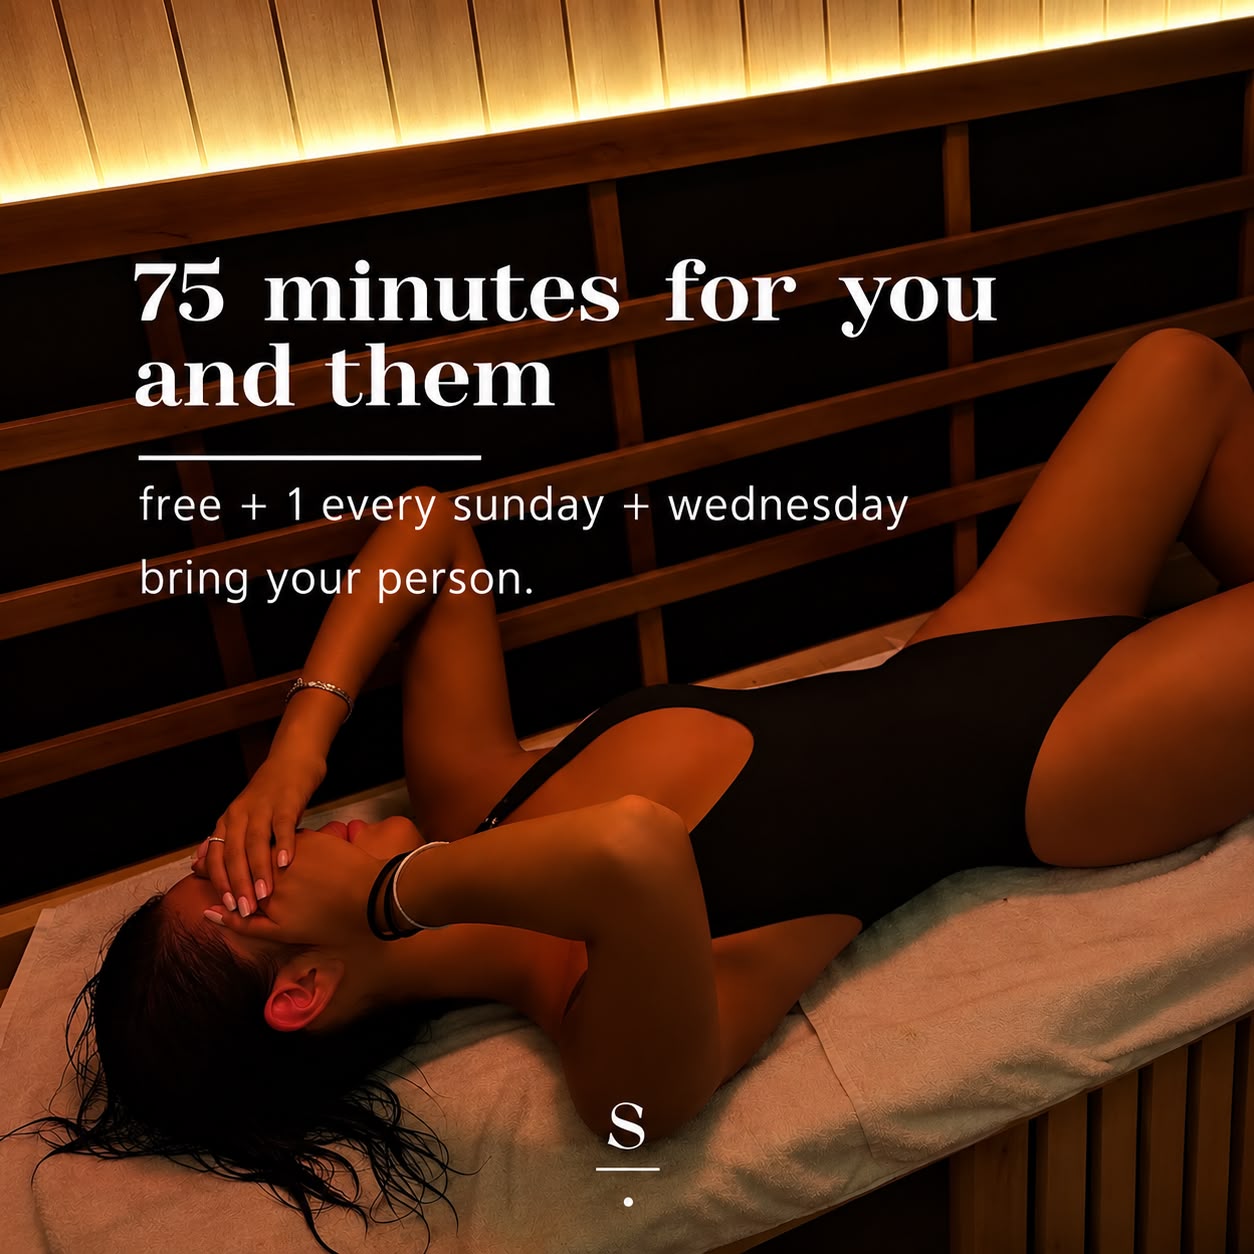 75 minutes for you
and them
free + 1 every sunday + wednesday
bring your person.
S